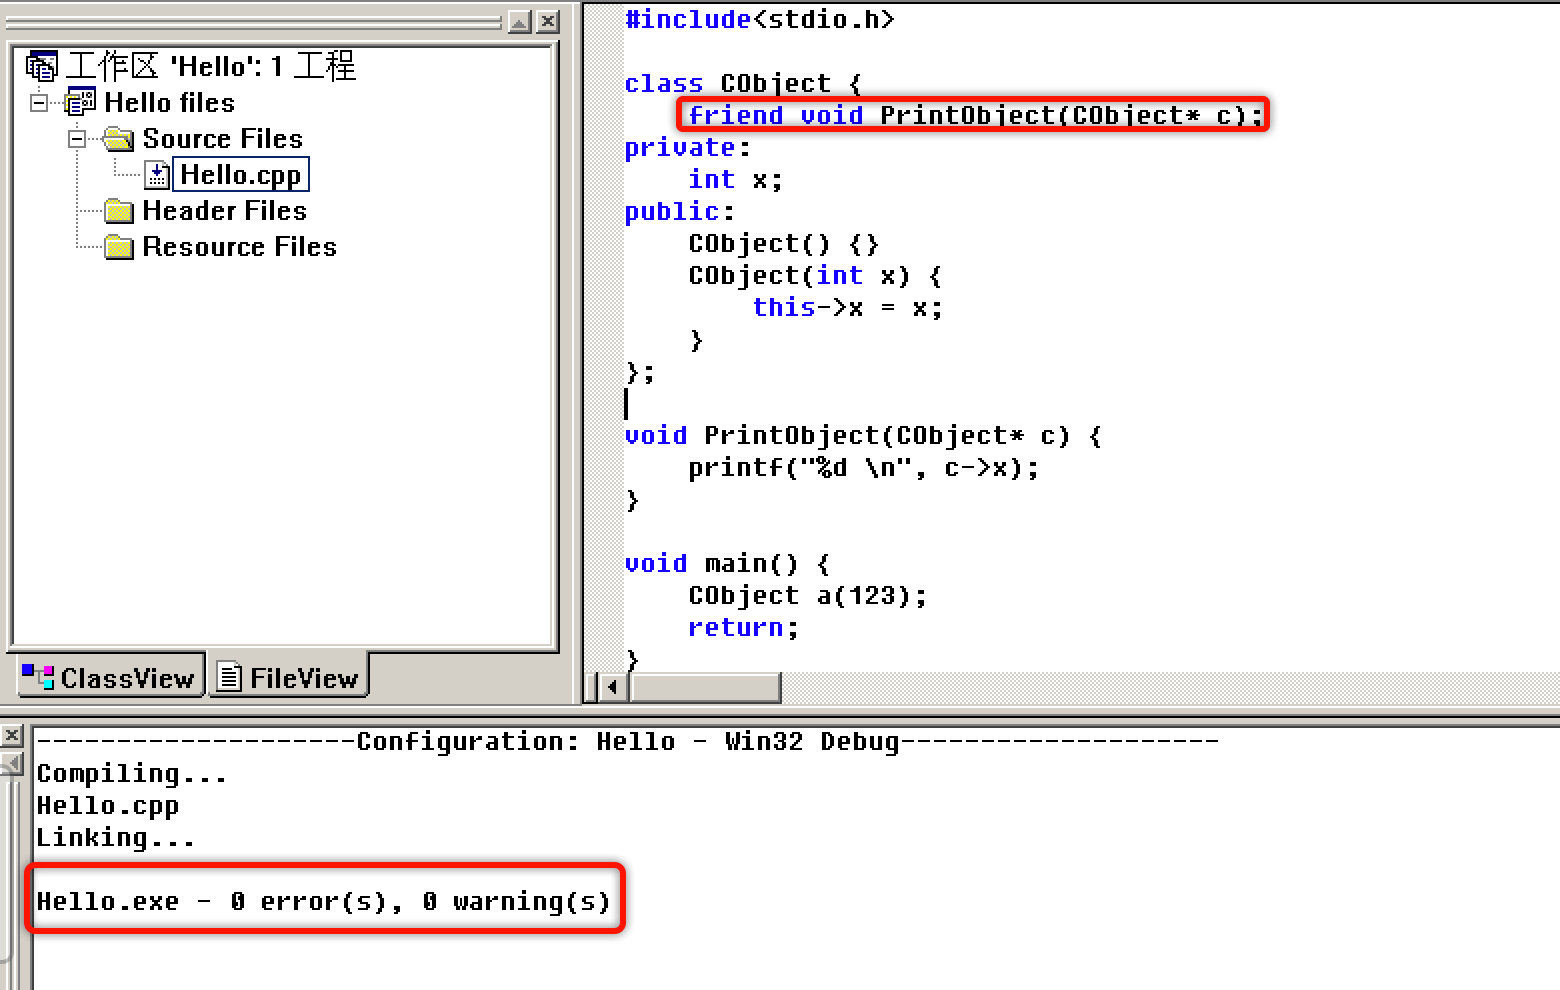 工作区 'Hello': 1 工程
Hello files
Source Files
Hello.cpp
Header Files
Resource Files
ClassView
FileView
#include<stdio.h>
class CObject {
friend void PrintObject(CObject* c);
private:
int x;
public:
CObject() {}
CObject(int x) {
this->x = x;
}
};
void PrintObject(CObject* c) {
printf("%d \n", c->x);
}
void main() {
CObject a(123);
return;
}
--------------------Configuration: Hello - Win32 Debug--------------------
Compiling...
Hello.cpp
Linking...
Hello.exe - 0 error(s), 0 warning(s)